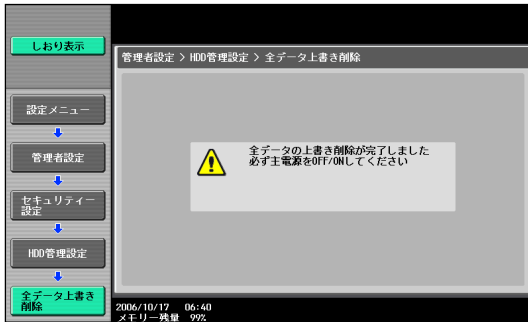 しおり表示
管理者設定 > HDD管理設定 > 全データ上書き削除
設定メニュー
管理者設定
セキュリティー
設定
HDD管理設定
全データ上書き
削除
全データの上書き削除が完了しました
必ず主電源をOFF/ONしてください
2006/10/17 06:40
メモリー残量 99%